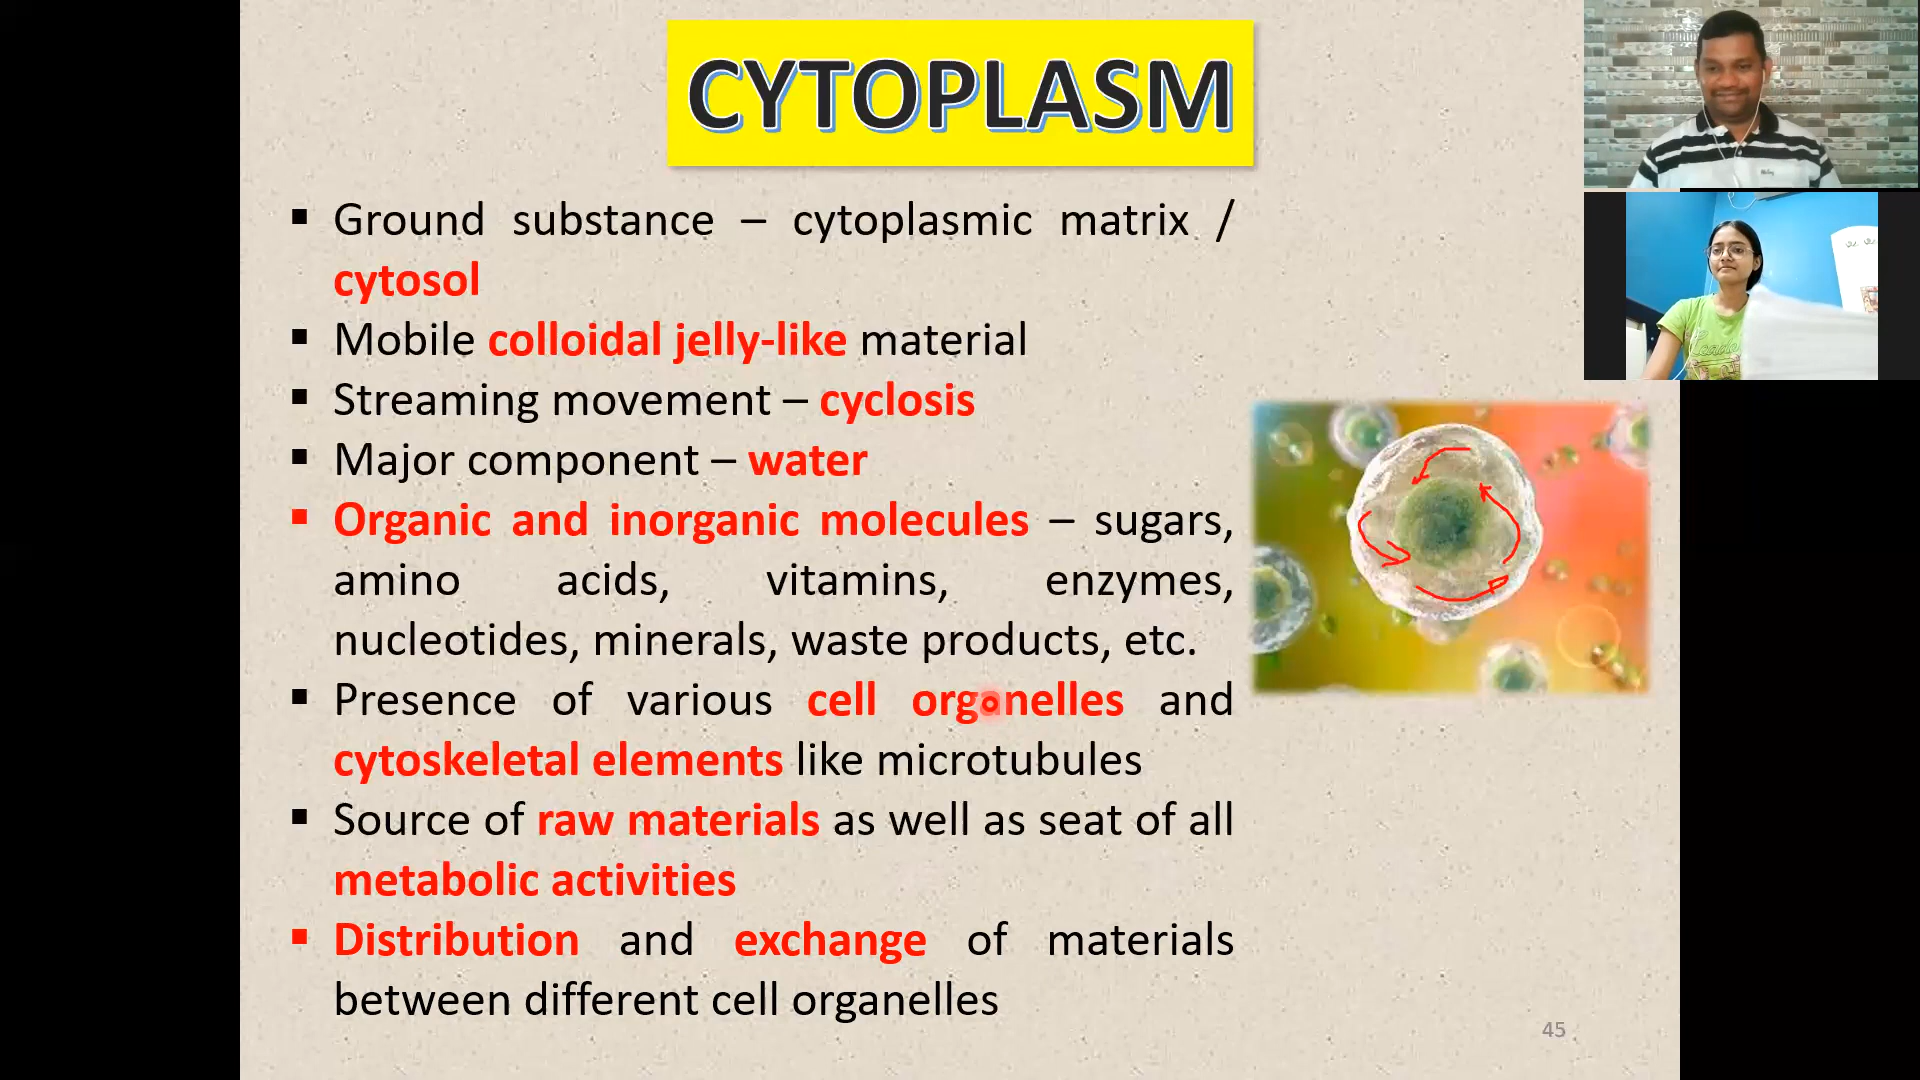 CYTOPLASM
▪ Ground substance – cytoplasmic matrix /
cytosol
▪ Mobile colloidal jelly-like material
▪ Streaming movement – cyclosis
▪ Major component – water
▪ Organic and inorganic molecules – sugars,
amino acids, vitamins, enzymes,
nucleotides, minerals, waste products, etc.
▪ Presence of various cell organelles and
cytoskeletal elements like microtubules
▪ Source of raw materials as well as seat of all
metabolic activities
▪ Distribution and exchange of materials
between different cell organelles
45